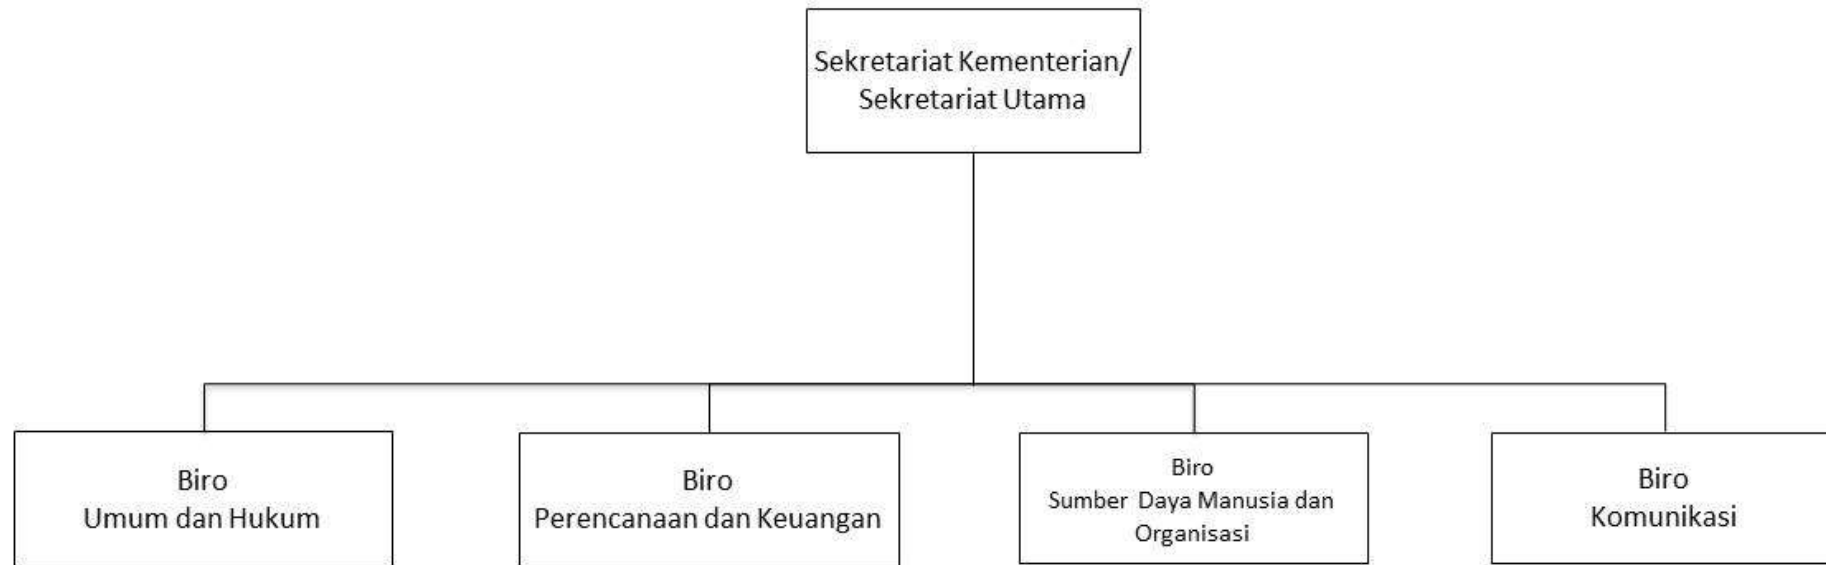 Sekretariat Kementerian/
Sekretariat Utama
Biro
Umum dan Hukum
Biro
Perencanaan dan Keuangan
Biro
Sumber Daya Manusia dan
Organisasi
Biro
Komunikasi